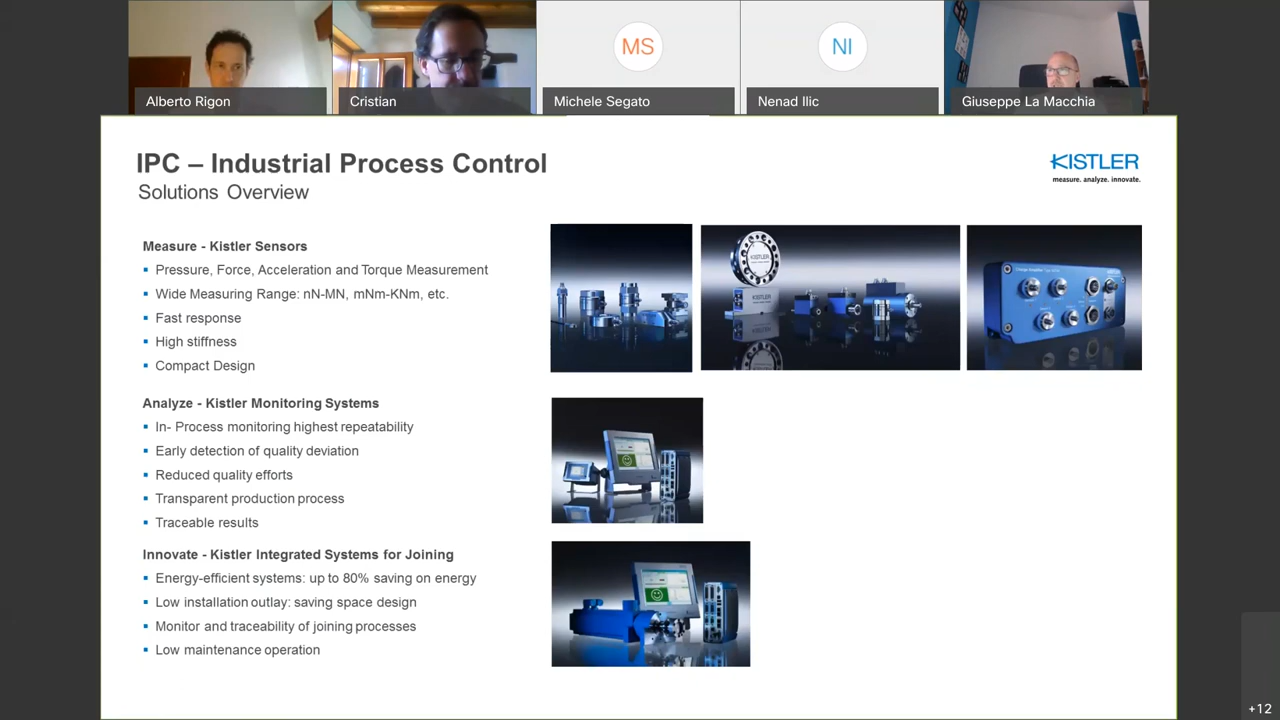 MS
NI
Alberto Rigon
Cristian
Michele Segato
Nenad Ilic
Giuseppe La Macchia
IPC – Industrial Process Control
Solutions Overview
KISTLER
measure. analyze. innovate.
Measure - Kistler Sensors
▪ Pressure, Force, Acceleration and Torque Measurement
▪ Wide Measuring Range: nN-MN, mNm-KNm, etc.
▪ Fast response
▪ High stiffness
▪ Compact Design
KISTLER
KISTLER
Analyze - Kistler Monitoring Systems
▪ In- Process monitoring highest repeatability
▪ Early detection of quality deviation
▪ Reduced quality efforts
▪ Transparent production process
▪ Traceable results
Innovate - Kistler Integrated Systems for Joining
▪ Energy-efficient systems: up to 80% saving on energy
▪ Low installation outlay: saving space design
▪ Monitor and traceability of joining processes
▪ Low maintenance operation
+12